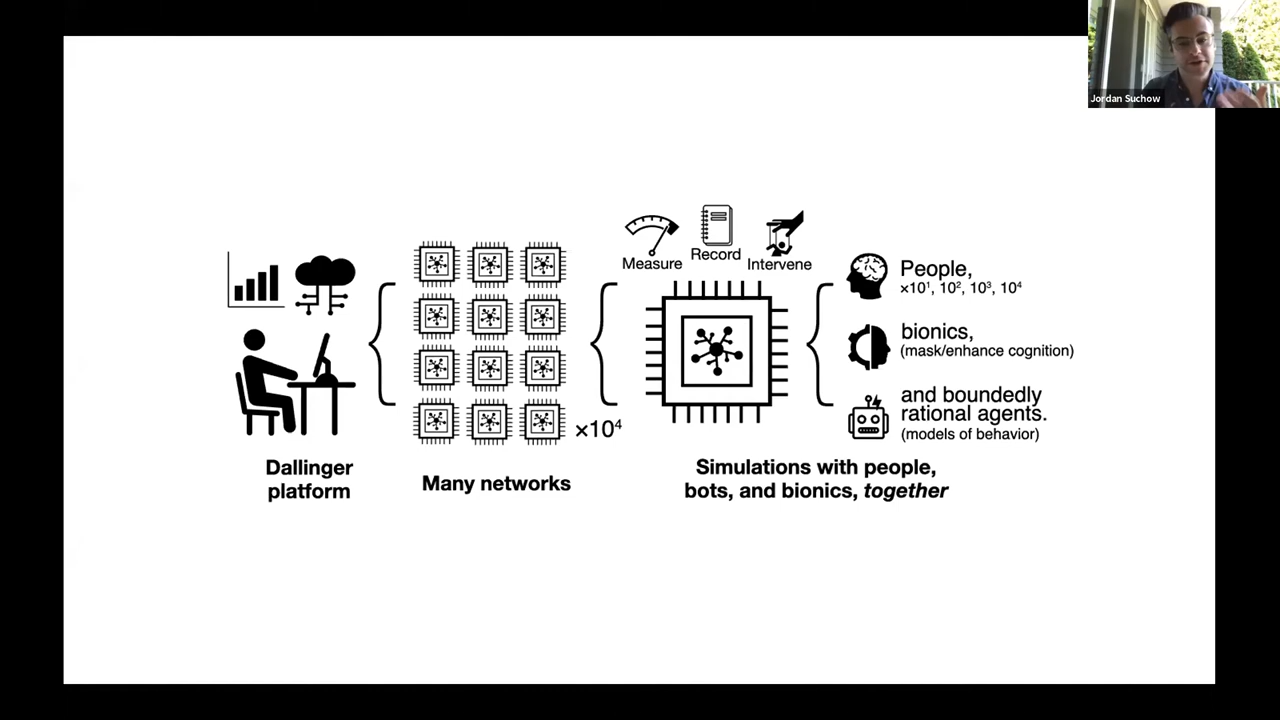 Jordan Suchow
Measure
Record
Intervene
People,
×10¹, 10², 10³, 10⁴
bionics,
(mask/enhance cognition)
and boundedly
rational agents.
(models of behavior)
×10⁴
Dallinger
platform
Many networks
Simulations with people,
bots, and bionics, together